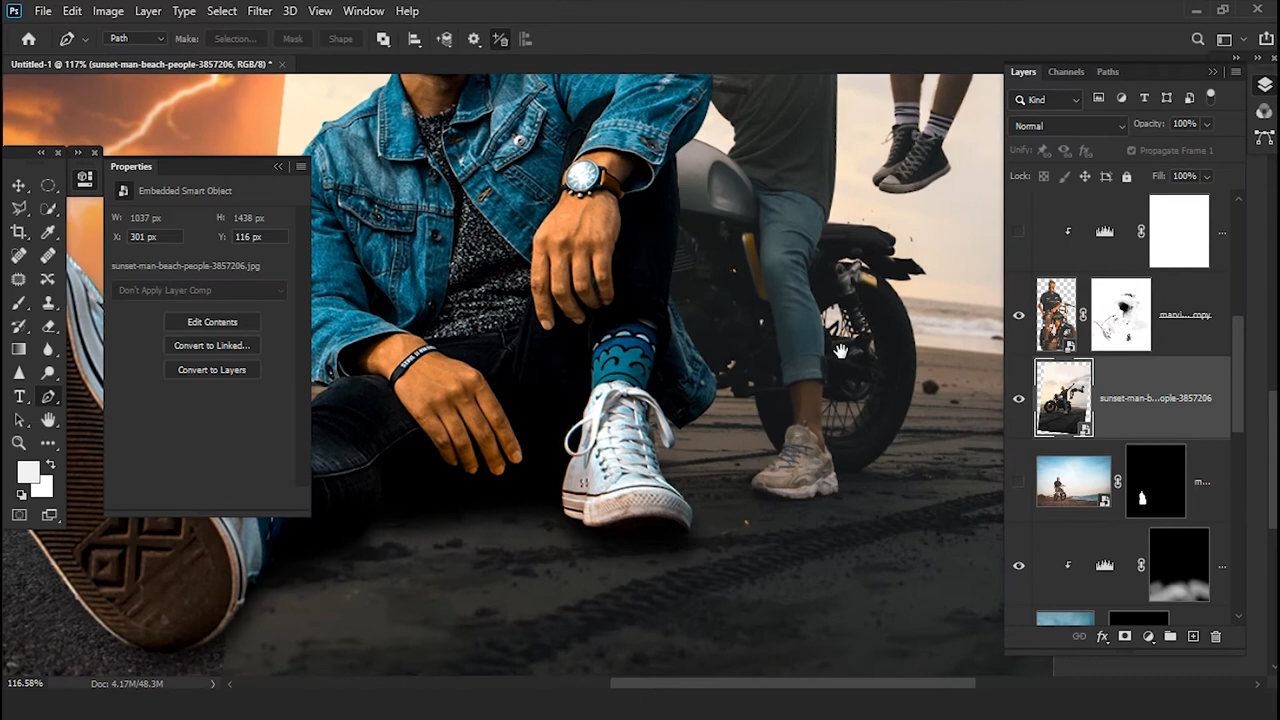 Ps File Edit Image Layer Type Select Filter 3D View Window Help
Path Make: Selection... Mask Shape
Untitled-1 @ 117% (sunset-man-beach-people-3857206, RGB/8) *
Properties
Embedded Smart Object
W: 1037 px H: 1438 px
X: 301 px Y: 116 px
sunset-man-beach-people-3857206.jpg
Don't Apply Layer Comp
Edit Contents
Convert to Linked...
Convert to Layers
Layers Channels Paths
Kind
Normal Opacity: 100%
Unify: Propagate Frame 1
Lock: Fill: 100%
...
marvi... copy
sunset-man-b...ople-3857206
m...
...
116.58% Doc: 4.17M/48.3M